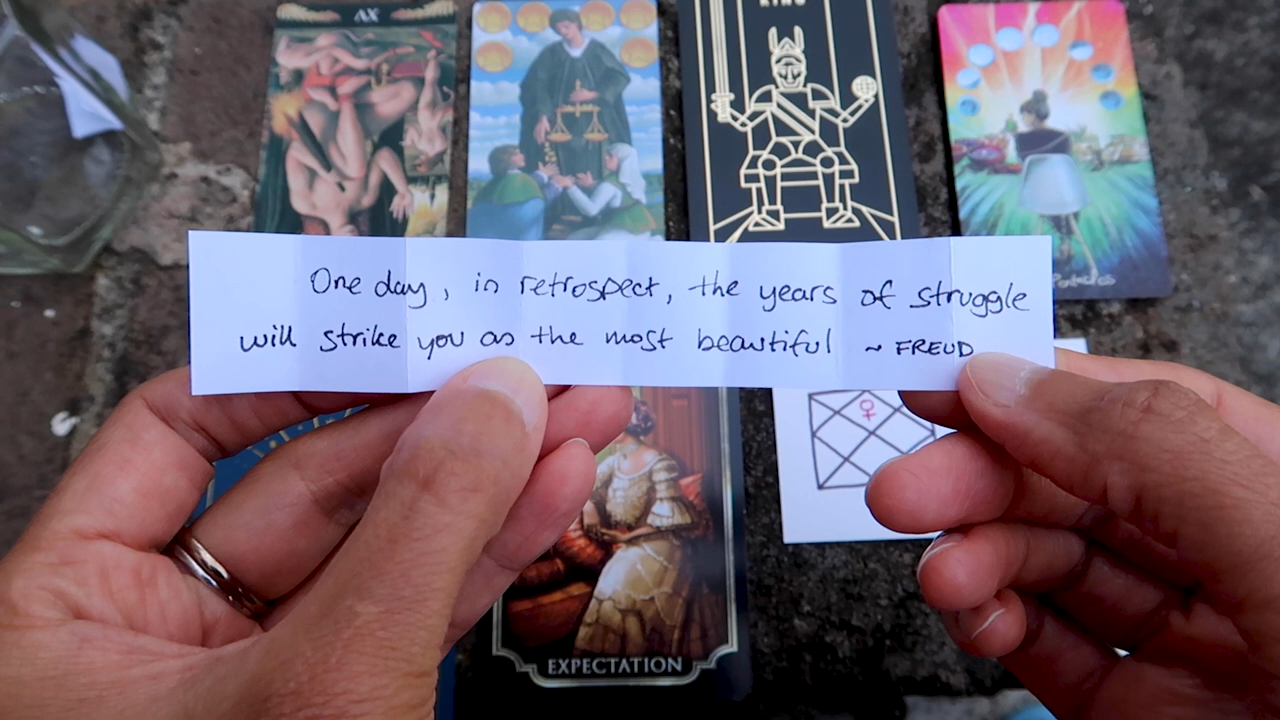 XV
KING
One day, in retrospect, the years of struggle
will strike you as the most beautiful ~ FREUD
EXPECTATION